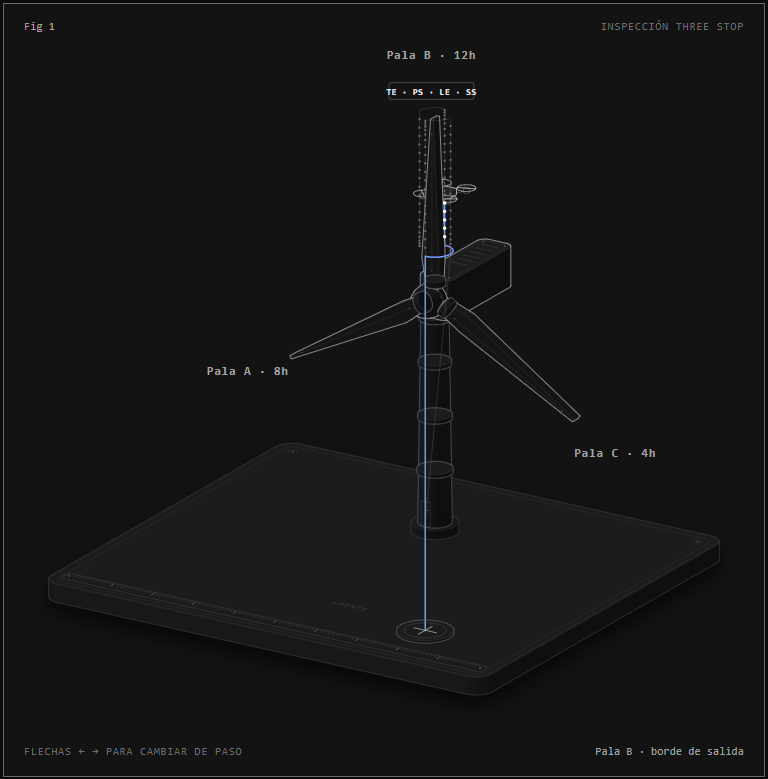 Fig 1
INSPECCIÓN THREE STOP
Pala B · 12h
TE · PS · LE · SS
Pala A · 8h
Pala C · 4h
FRENTE
FLECHAS ← → PARA CAMBIAR DE PASO
Pala B · borde de salida